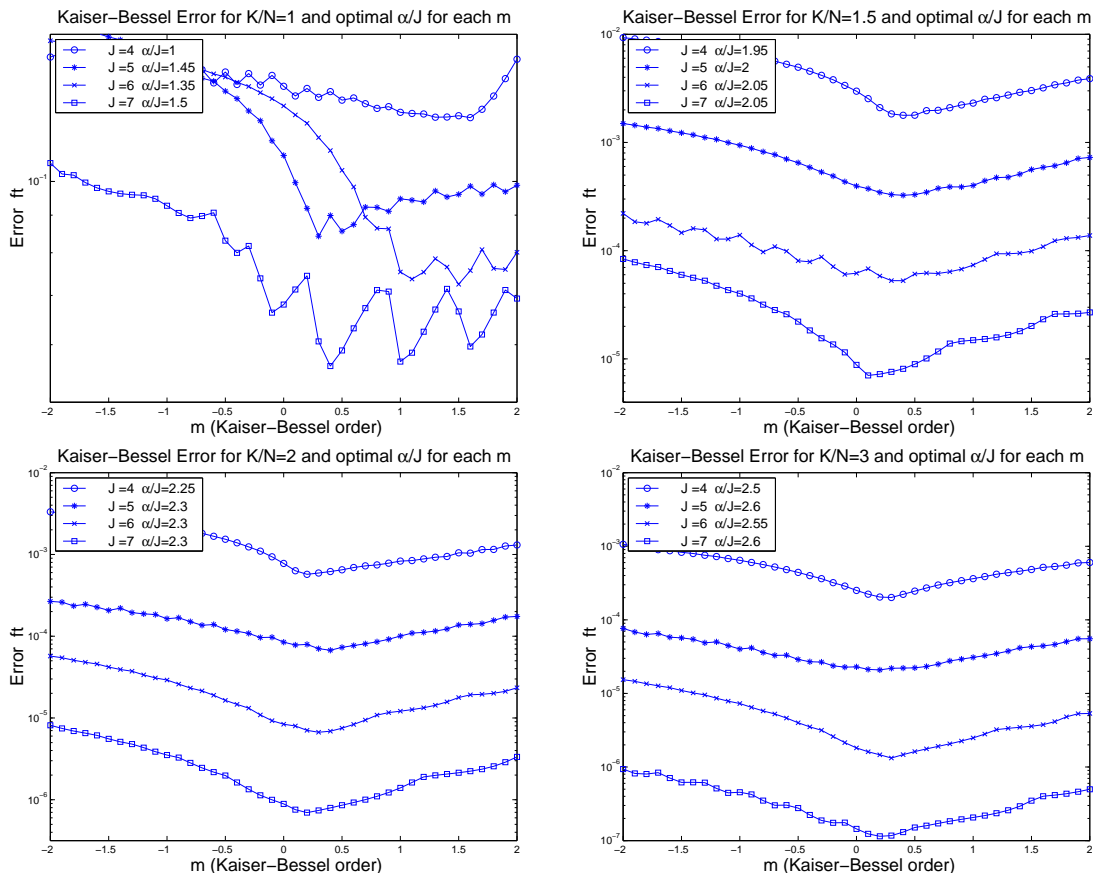 Kaiser−Bessel Error for K/N=1 and optimal α/J for each m
J =4 α/J=1
J =5 α/J=1.45
J =6 α/J=1.35
J =7 α/J=1.5
10−1
Error ft
−2 −1.5 −1 −0.5 0 0.5 1 1.5 2
m (Kaiser−Bessel order)
Kaiser−Bessel Error for K/N=1.5 and optimal α/J for each m
J =4 α/J=1.95
J =5 α/J=2
J =6 α/J=2.05
J =7 α/J=2.05
10−2
10−3
10−4
10−5
Error ft
−2 −1.5 −1 −0.5 0 0.5 1 1.5 2
m (Kaiser−Bessel order)
Kaiser−Bessel Error for K/N=2 and optimal α/J for each m
J =4 α/J=2.25
J =5 α/J=2.3
J =6 α/J=2.3
J =7 α/J=2.3
10−2
10−3
10−4
10−5
10−6
Error ft
−2 −1.5 −1 −0.5 0 0.5 1 1.5 2
m (Kaiser−Bessel order)
Kaiser−Bessel Error for K/N=3 and optimal α/J for each m
J =4 α/J=2.5
J =5 α/J=2.6
J =6 α/J=2.55
J =7 α/J=2.6
10−2
10−3
10−4
10−5
10−6
10−7
Error ft
−2 −1.5 −1 −0.5 0 0.5 1 1.5 2
m (Kaiser−Bessel order)